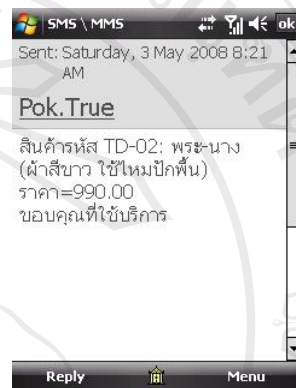 SMS \ MMS ok
Sent: Saturday, 3 May 2008 8:21
AM
Pok.True
สินค้ารหัส TD-02: พระ-นาง
(ผ้าสีขาว ใช้ไหมปักพื้น)
ราคา=990.00
ขอบคุณที่ใช้บริการ
Reply Menu